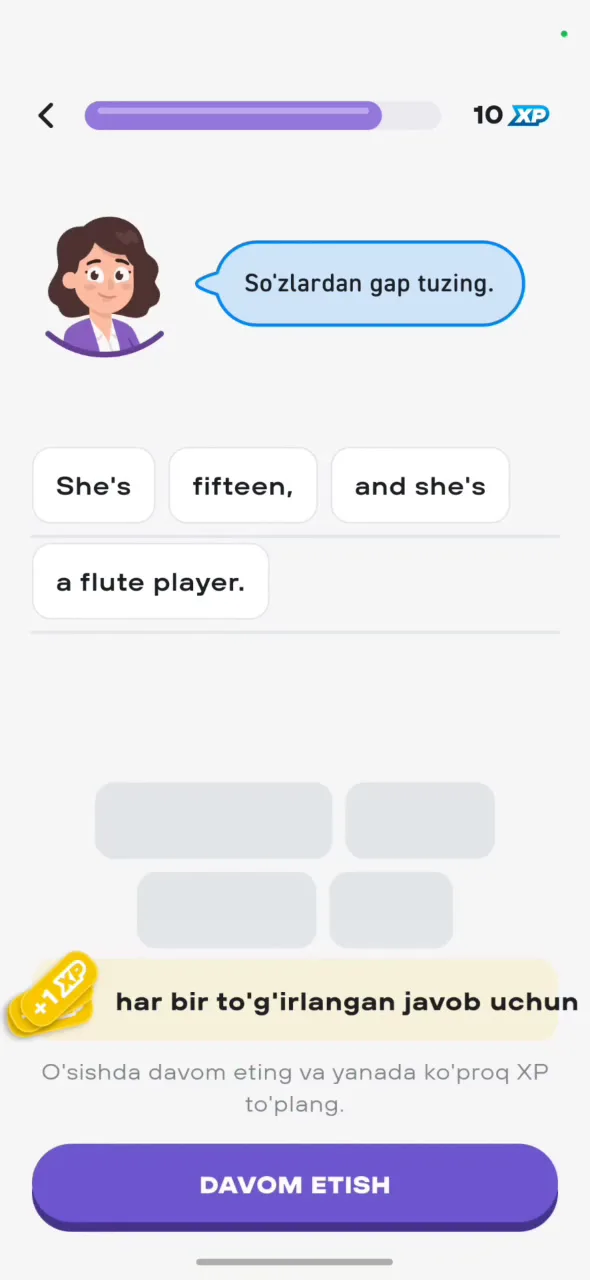 10 XP
So'zlardan gap tuzing.
She's fifteen, and she's
a flute player.
+1 XP har bir to'g'irlangan javob uchun
O'sishda davom eting va yanada ko'proq XP
to'plang.
DAVOM ETISH